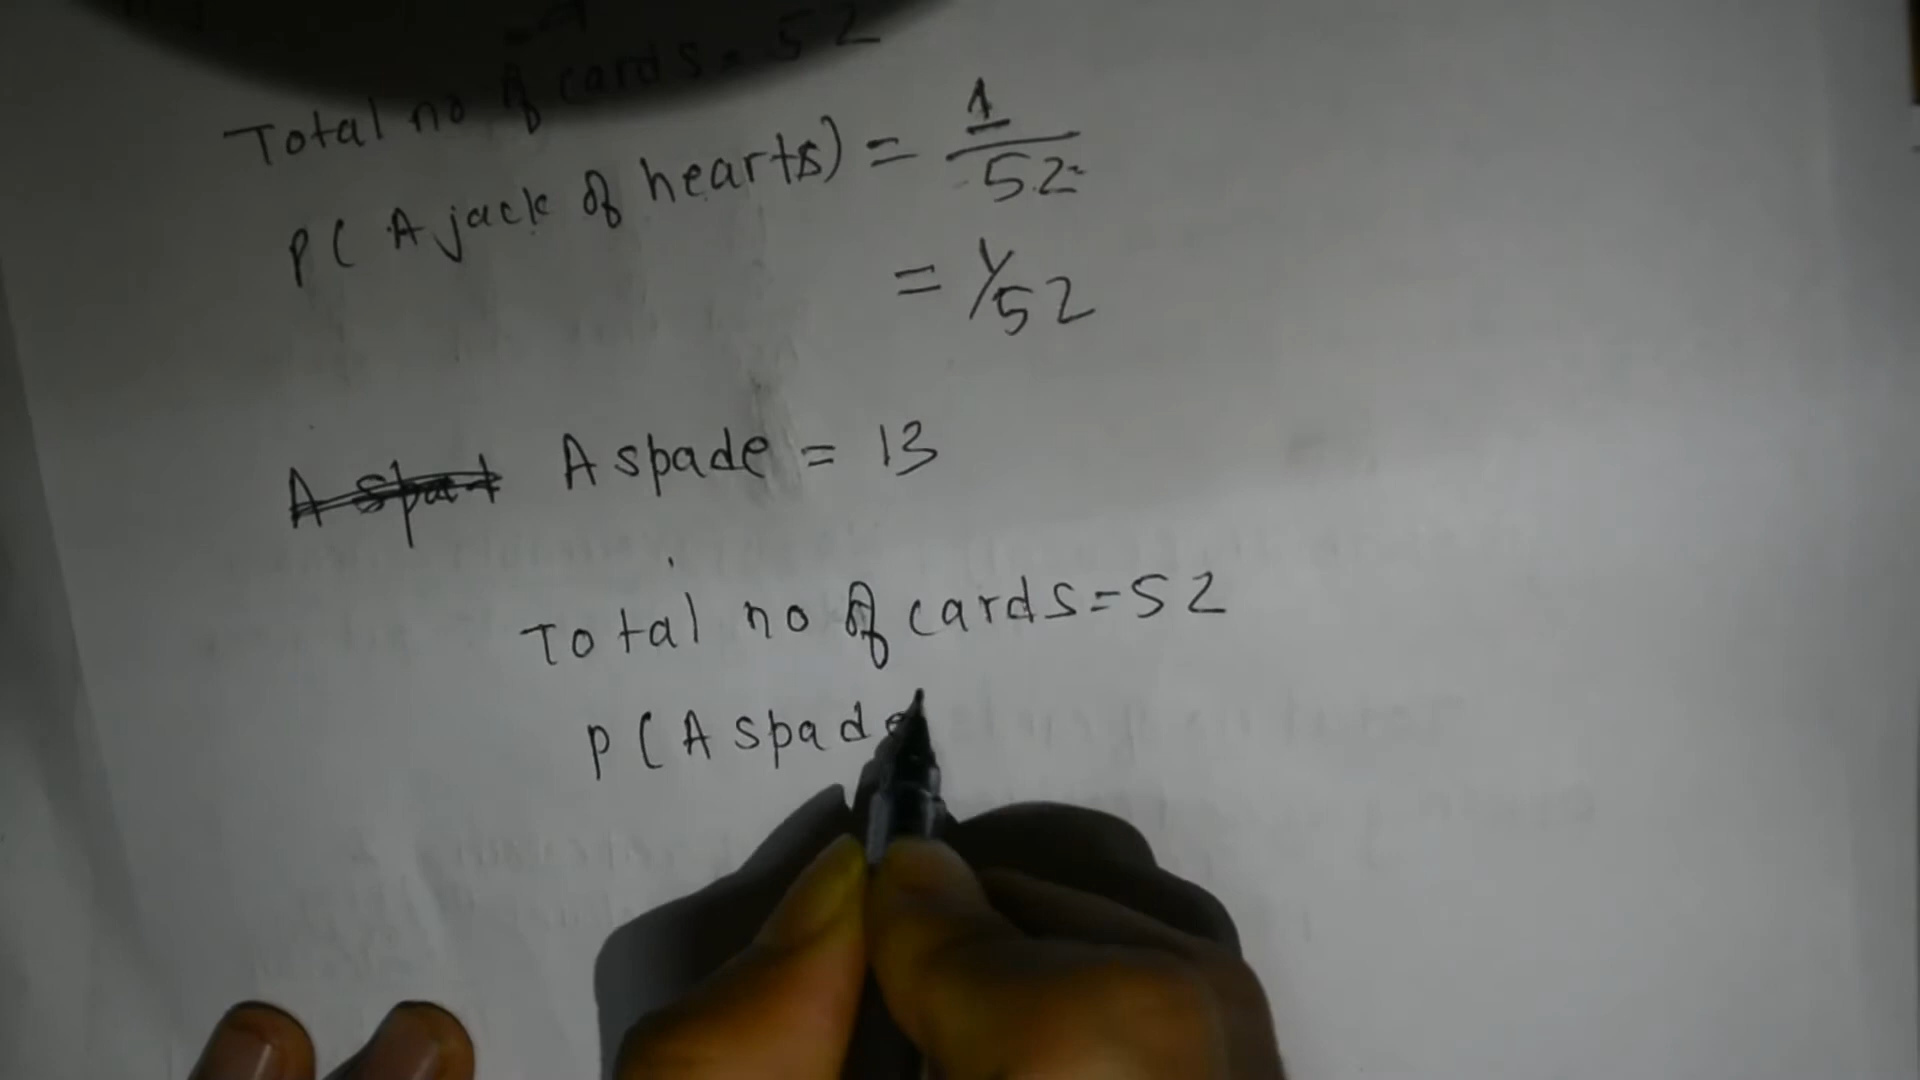 Total no of cards = 52
P( A jack of hearts) = 1/52
= 1/52
A spade = 13
Total no of cards = 52
P(A spade